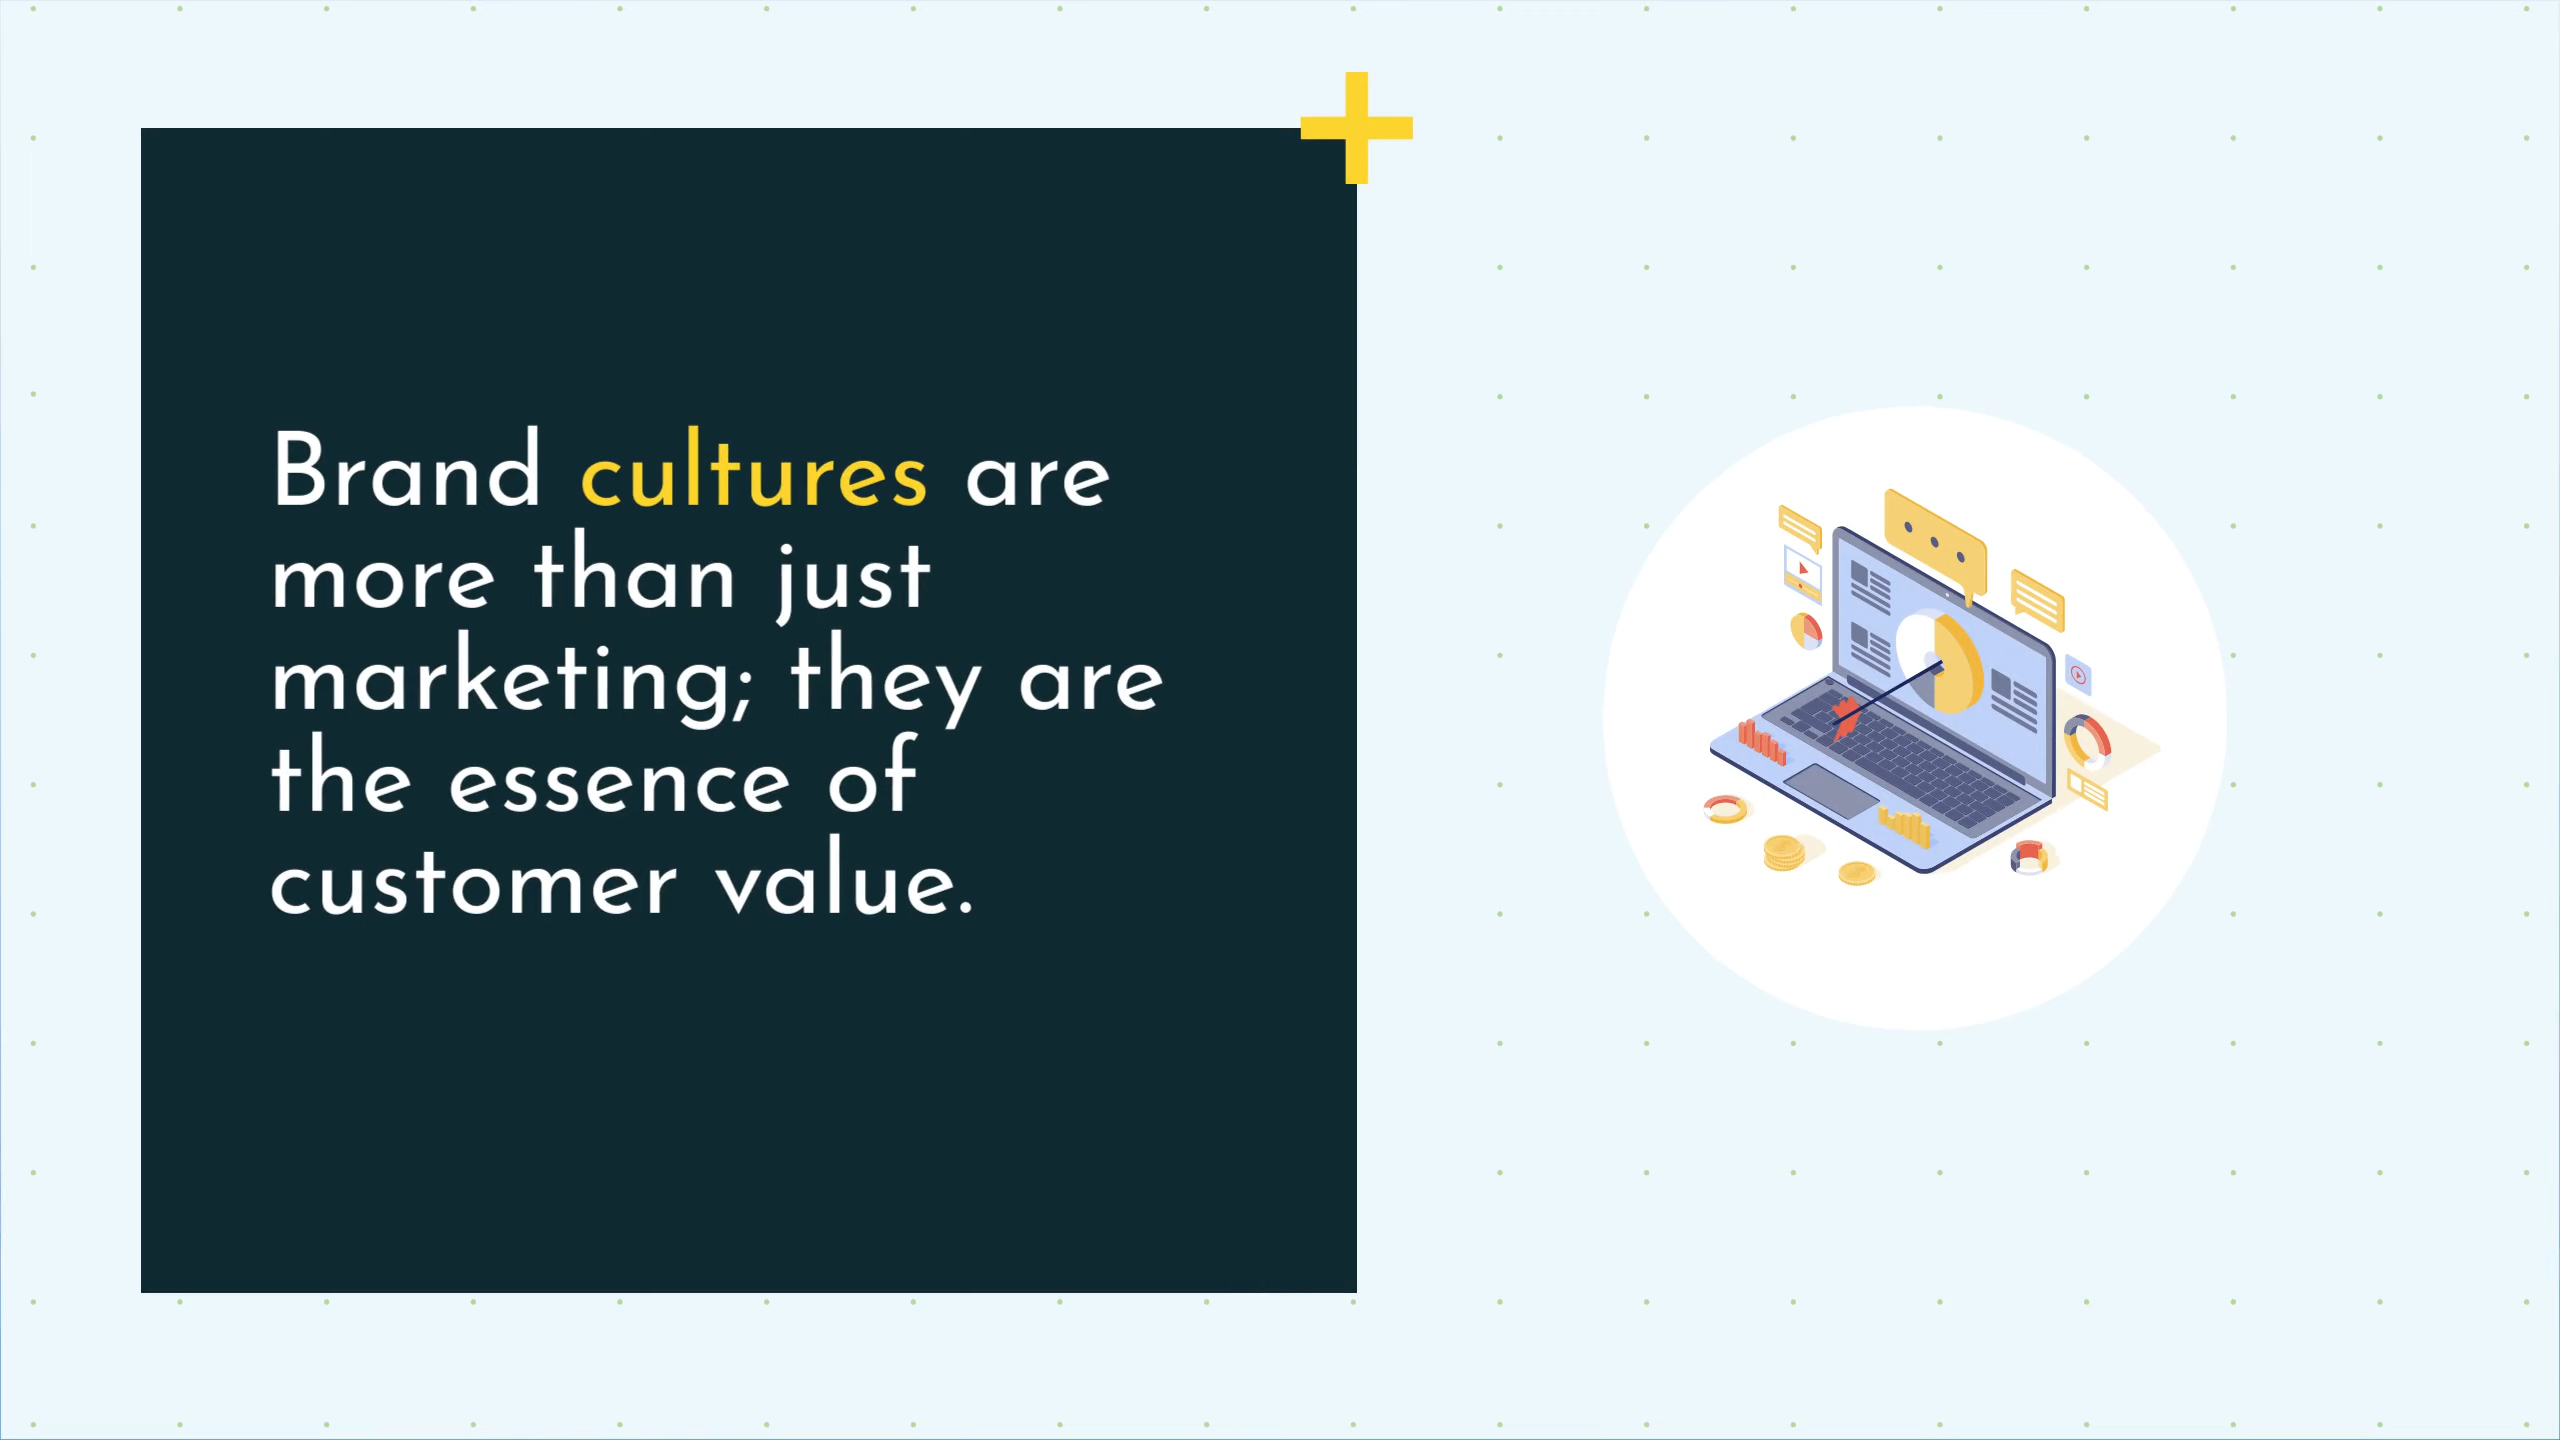 Brand cultures are
more than just
marketing; they are
the essence of
customer value.